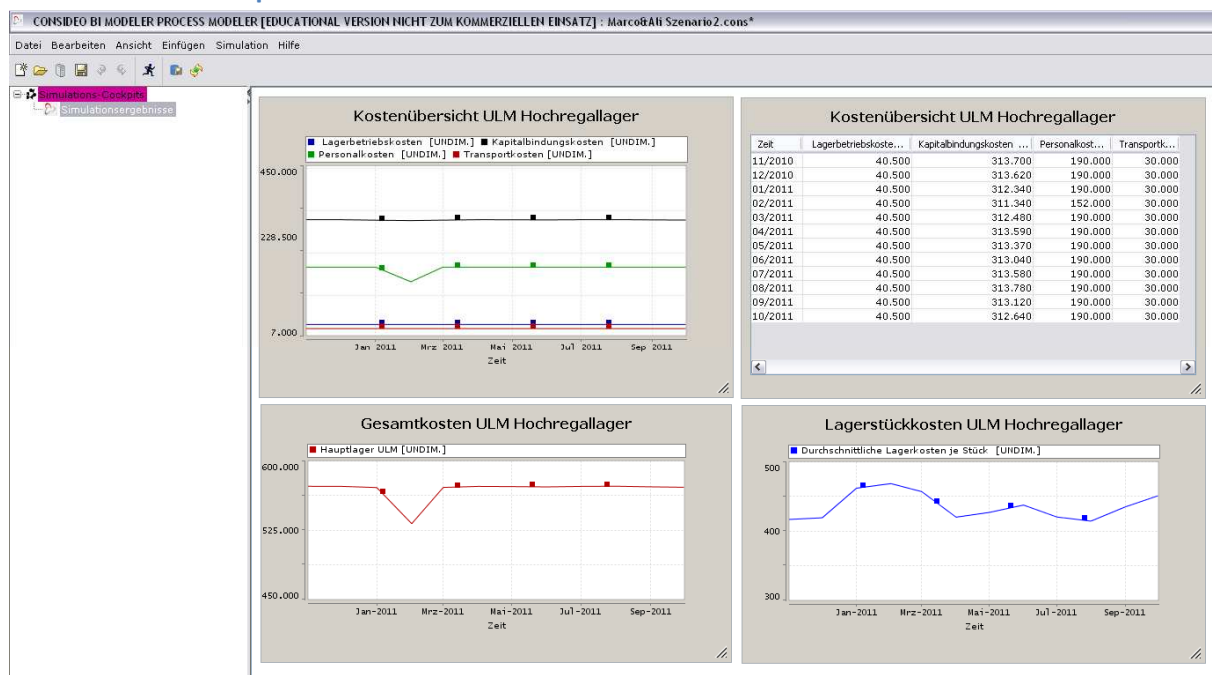 CONSIDEO BI MODELER PROCESS MODELER [EDUCATIONAL VERSION NICHT ZUM KOMMERZIELLEN EINSATZ] : Marco&Ali Szenario2.cons*
Datei Bearbeiten Ansicht Einfügen Simulation Hilfe
Simulations-Cockpits
Simulationsergebnisse
Kostenübersicht ULM Hochregallager
Lagerbetriebskosten [UNDIM.] Kapitalbindungskosten [UNDIM.]
Personalkosten [UNDIM.] Transportkosten [UNDIM.]
450.000
228.500
7.000
Jan 2011 Mrz 2011 Mai 2011 Jul 2011 Sep 2011
Zeit
Kostenübersicht ULM Hochregallager
Zeit Lagerbetriebskoste... Kapitalbindungskosten ... Personalkost... Transportk...
11/2010 40.500 313.700 190.000 30.000
12/2010 40.500 313.620 190.000 30.000
01/2011 40.500 312.340 190.000 30.000
02/2011 40.500 311.340 152.000 30.000
03/2011 40.500 312.480 190.000 30.000
04/2011 40.500 313.590 190.000 30.000
05/2011 40.500 313.370 190.000 30.000
06/2011 40.500 313.040 190.000 30.000
07/2011 40.500 313.580 190.000 30.000
08/2011 40.500 313.780 190.000 30.000
09/2011 40.500 313.120 190.000 30.000
10/2011 40.500 312.640 190.000 30.000
Gesamtkosten ULM Hochregallager
Hauptlager ULM [UNDIM.]
600.000
525.000
450.000
Jan-2011 Mrz-2011 Mai-2011 Jul-2011 Sep-2011
Zeit
Lagerstückkosten ULM Hochregallager
Durchschnittliche Lagerkosten je Stück [UNDIM.]
500
400
300
Jan-2011 Mrz-2011 Mai-2011 Jul-2011 Sep-2011
Zeit